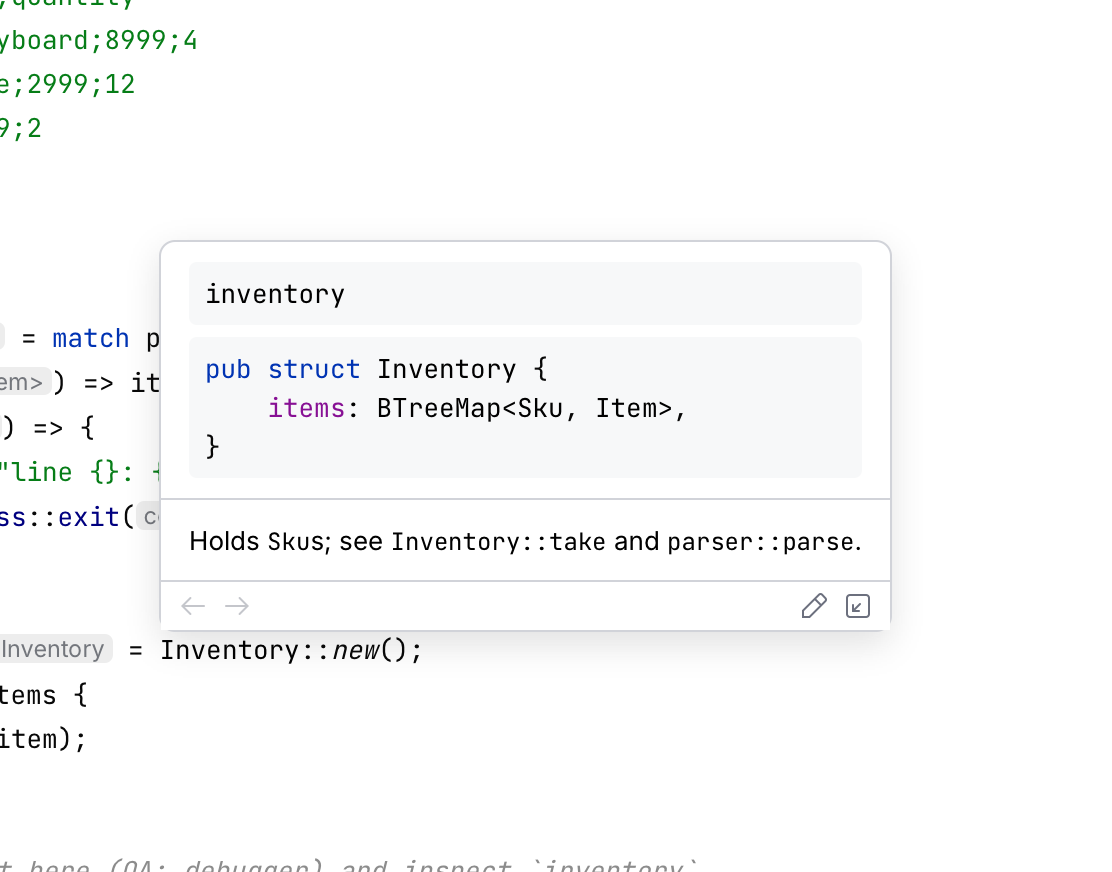 ;quantity
yboard;8999;4
e;2999;12
9;2
inventory
= match p
pub struct Inventory {
em>) => it
items: BTreeMap<Sku, Item>,
) => {
}
"line {}: {
ss::exit( c
Holds Skus; see Inventory::take and parser::parse.
Inventory = Inventory::new();
tems {
item);
t here (QA: debugger) and inspect `inventory`